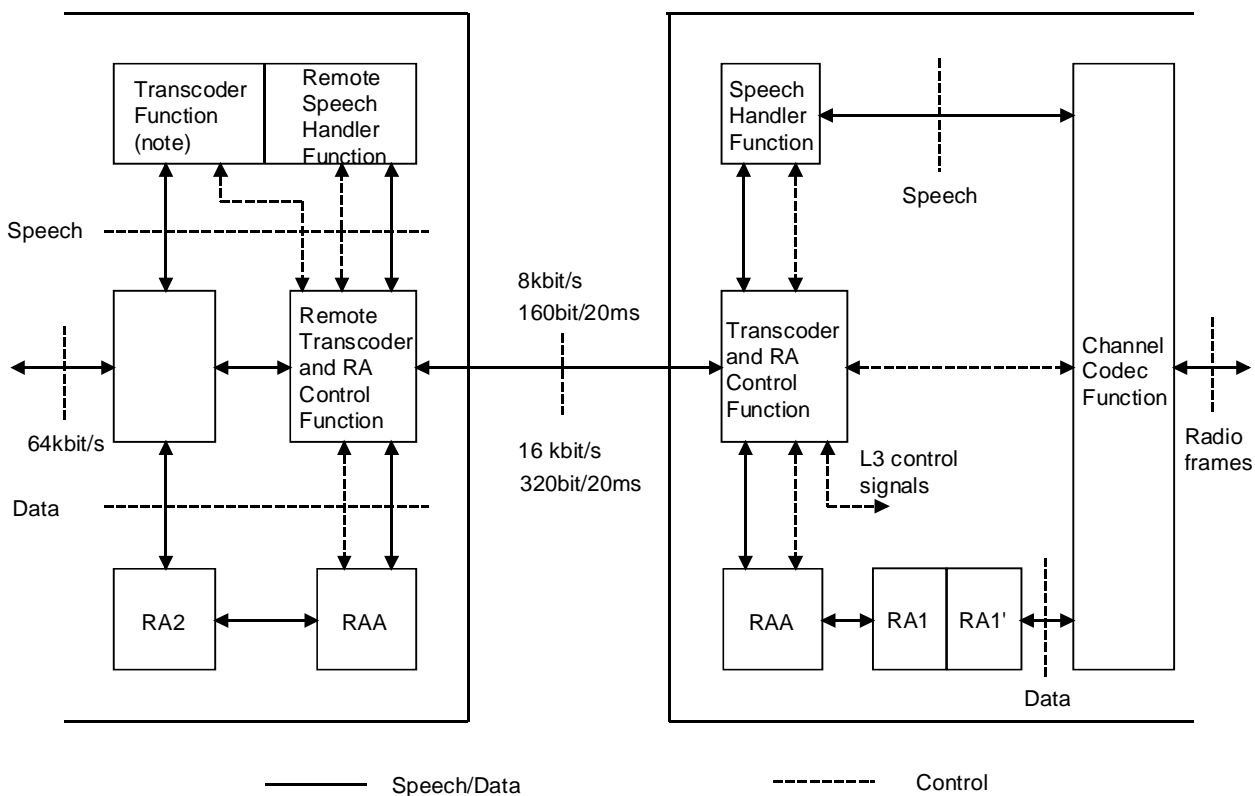 Transcoder
Function
(note)
Remote
Speech
Handler
Function
Speech
Handler
Function
Speech
Speech
8kbit/s
160bit/20ms
Remote
Transcoder
and RA
Control
Function
Transcoder
and RA
Control
Function
Channel
Codec
Function
64kbit/s
16 kbit/s
320bit/20ms
L3 control
signals
Radio
frames
Data
RA2
RAA
RAA
RA1
RA1'
Data
Speech/Data
Control